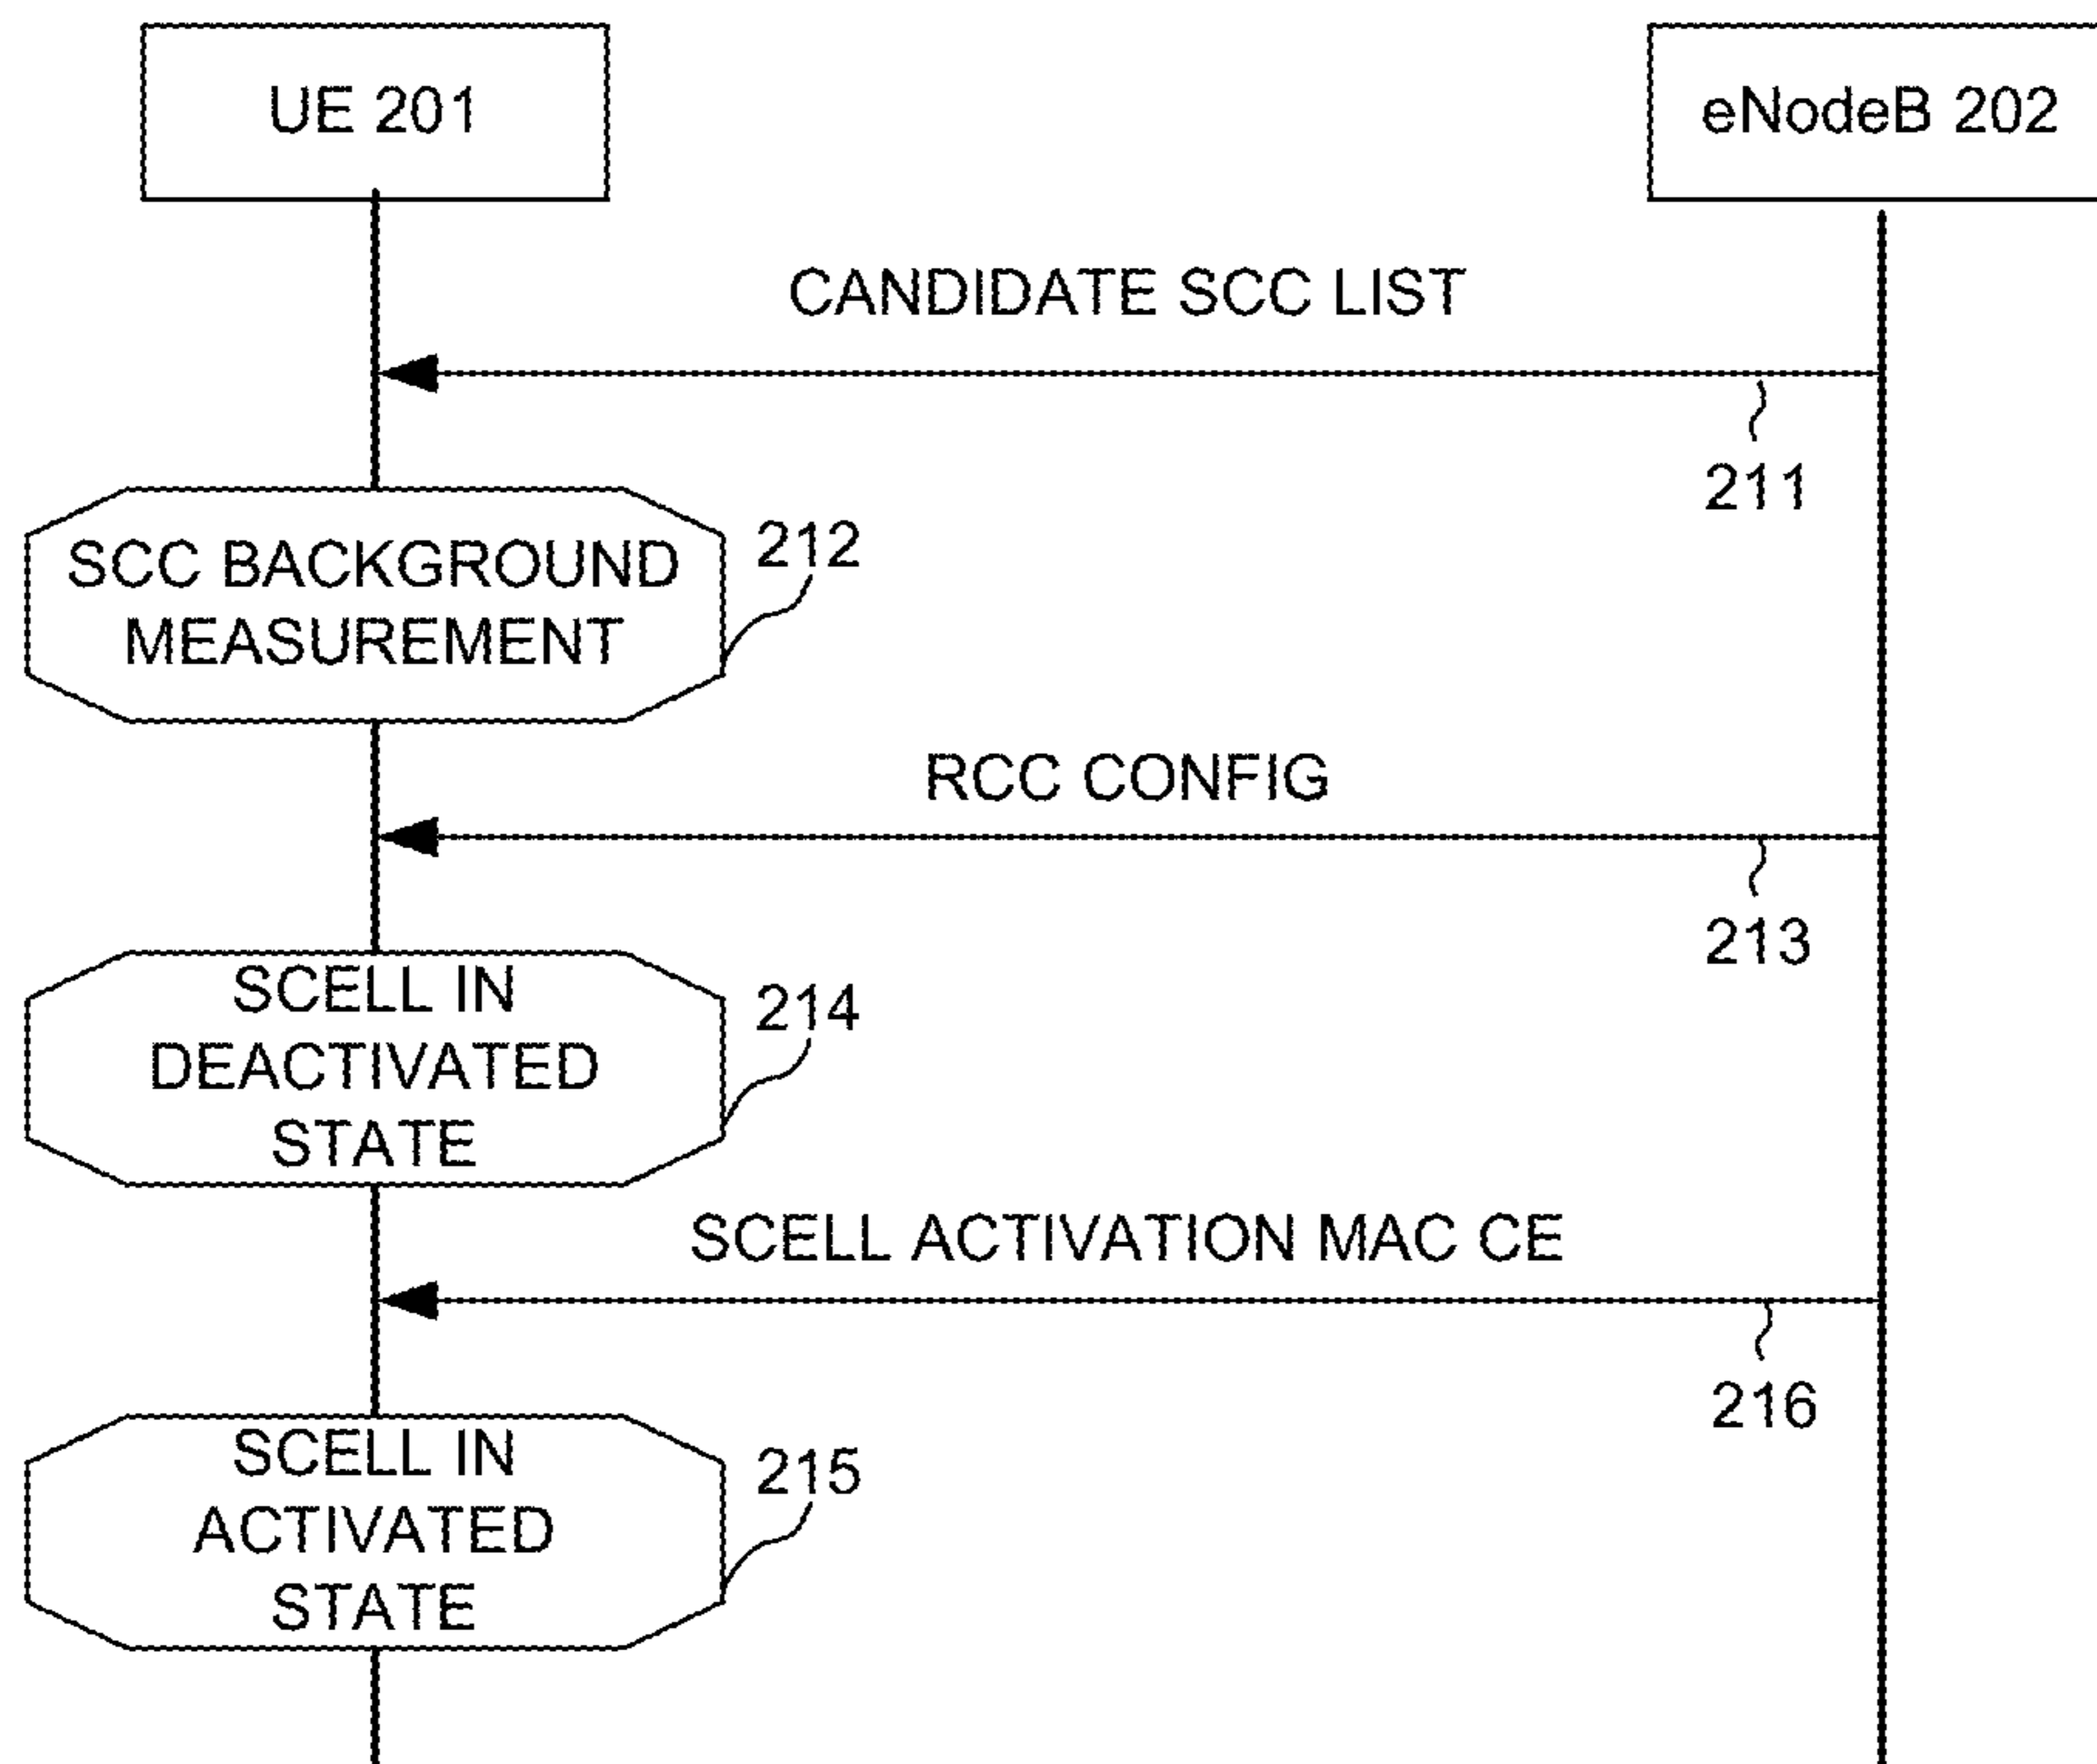 UE 201
eNodeB 202
CANDIDATE SCC LIST
211
SCC BACKGROUND
MEASUREMENT
212
RCC CONFIG
213
SCELL IN
DEACTIVATED
STATE
214
SCELL ACTIVATION MAC CE
216
SCELL IN
ACTIVATED
STATE
215